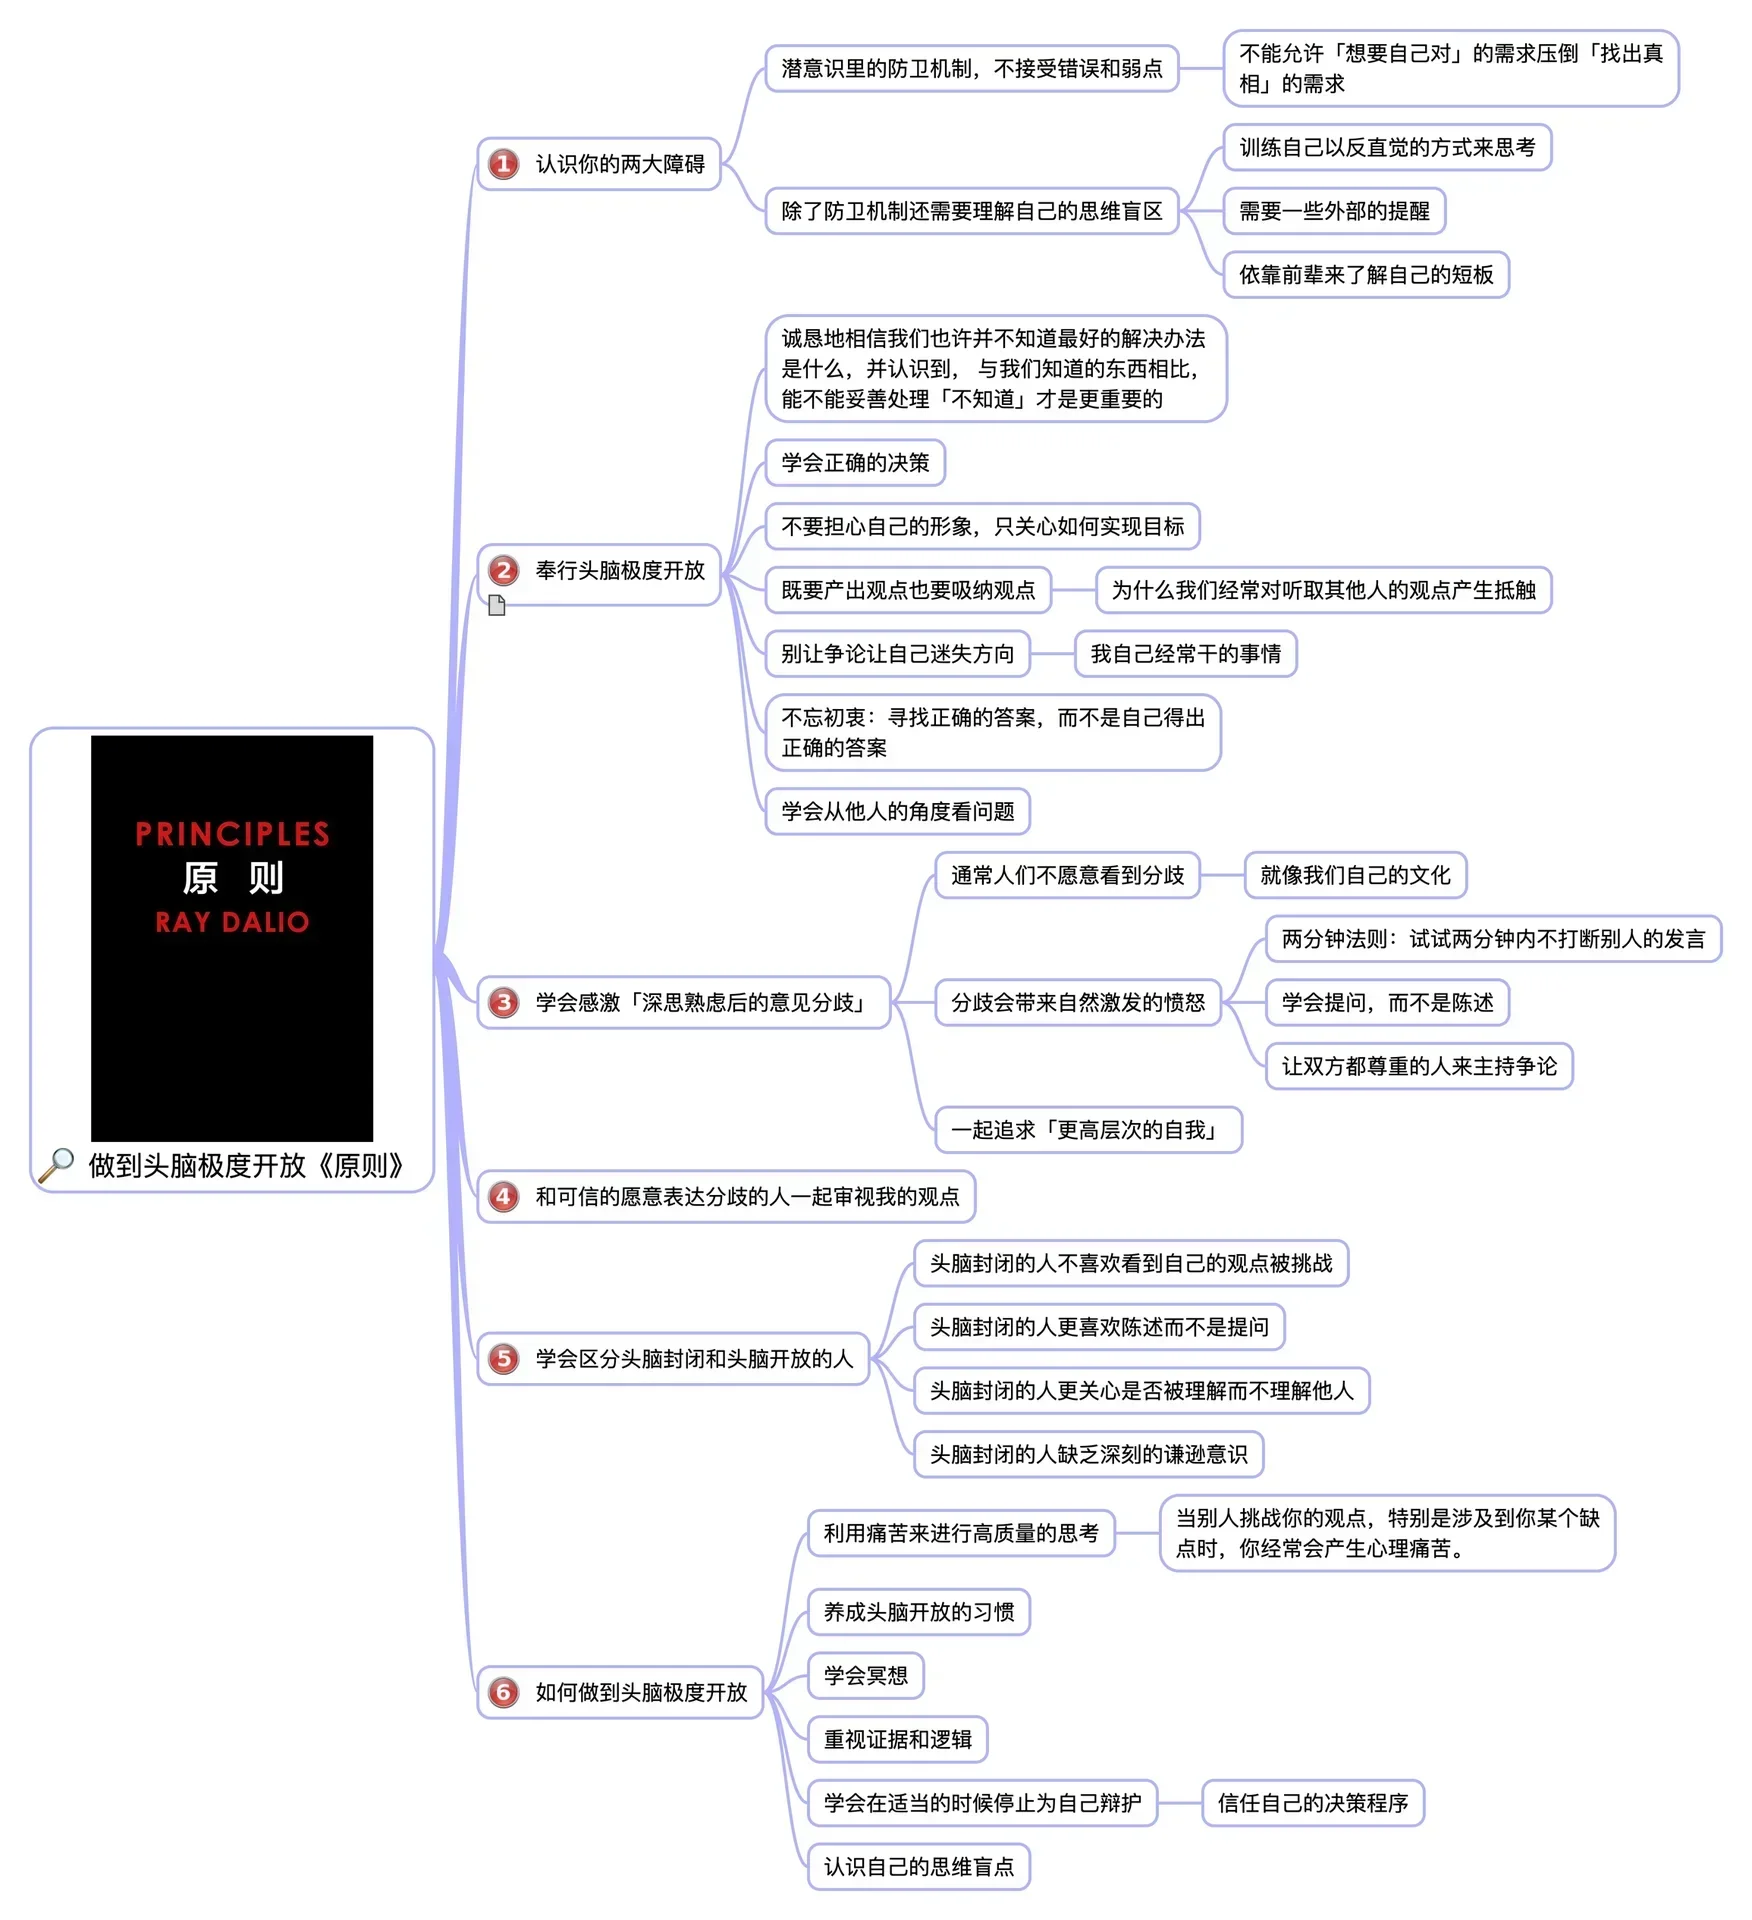 PRINCIPLES
原 则
RAY DALIO
做到头脑极度开放《原则》
1 认识你的两大障碍
潜意识里的防卫机制，不接受错误和弱点
不能允许「想要自己对」的需求压倒「找出真
相」的需求
除了防卫机制还需要理解自己的思维盲区
训练自己以反直觉的方式来思考
需要一些外部的提醒
依靠前辈来了解自己的短板
2 奉行头脑极度开放
诚恳地相信我们也许并不知道最好的解决办法
是什么，并认识到， 与我们知道的东西相比，
能不能妥善处理「不知道」才是更重要的
学会正确的决策
不要担心自己的形象，只关心如何实现目标
既要产出观点也要吸纳观点
为什么我们经常对听取其他人的观点产生抵触
别让争论让自己迷失方向
我自己经常干的事情
不忘初衷：寻找正确的答案，而不是自己得出
正确的答案
学会从他人的角度看问题
3 学会感激「深思熟虑后的意见分歧」
通常人们不愿意看到分歧
就像我们自己的文化
分歧会带来自然激发的愤怒
两分钟法则：试试两分钟内不打断别人的发言
学会提问，而不是陈述
让双方都尊重的人来主持争论
一起追求「更高层次的自我」
4 和可信的愿意表达分歧的人一起审视我的观点
5 学会区分头脑封闭和头脑开放的人
头脑封闭的人不喜欢看到自己的观点被挑战
头脑封闭的人更喜欢陈述而不是提问
头脑封闭的人更关心是否被理解而不理解他人
头脑封闭的人缺乏深刻的谦逊意识
6 如何做到头脑极度开放
利用痛苦来进行高质量的思考
当别人挑战你的观点，特别是涉及到你某个缺
点时，你经常会产生心理痛苦。
养成头脑开放的习惯
学会冥想
重视证据和逻辑
学会在适当的时候停止为自己辩护
信任自己的决策程序
认识自己的思维盲点